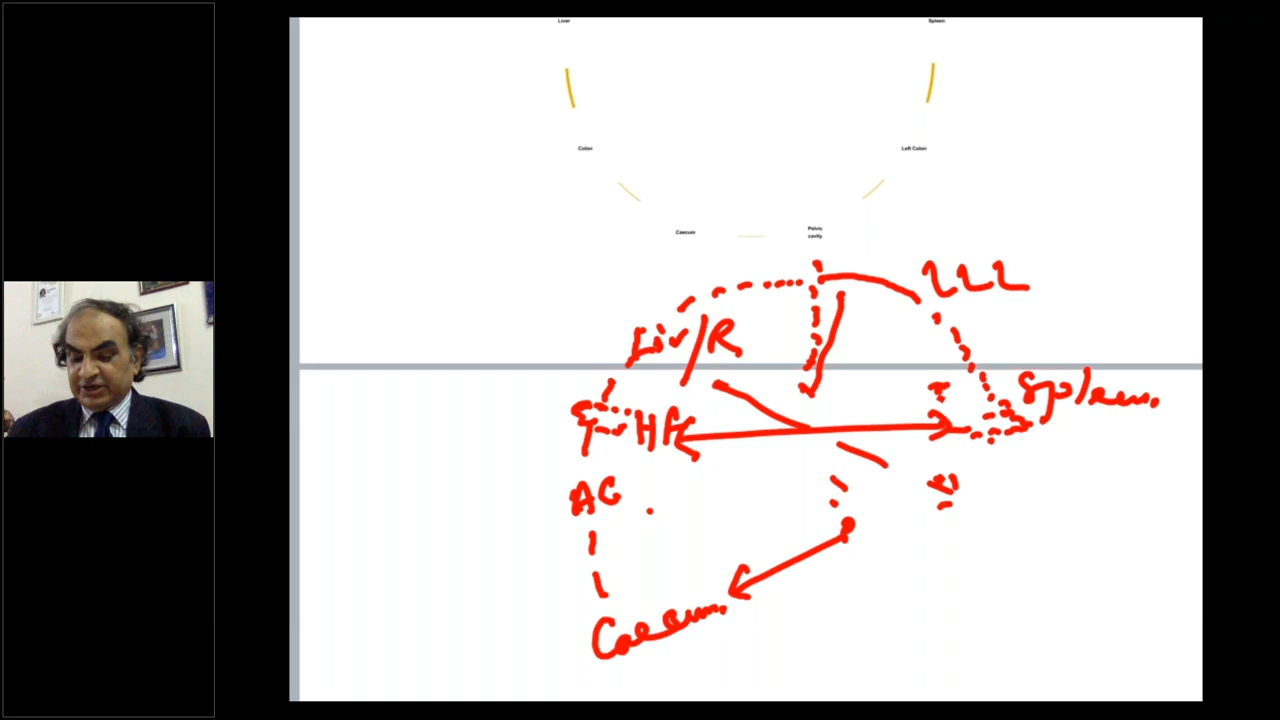 Liver
Spleen
Colon
Left Colon
Caecum
Pelvic
cavity
LLL
Liv/R
Spleen.
HF
AC
Caecum.